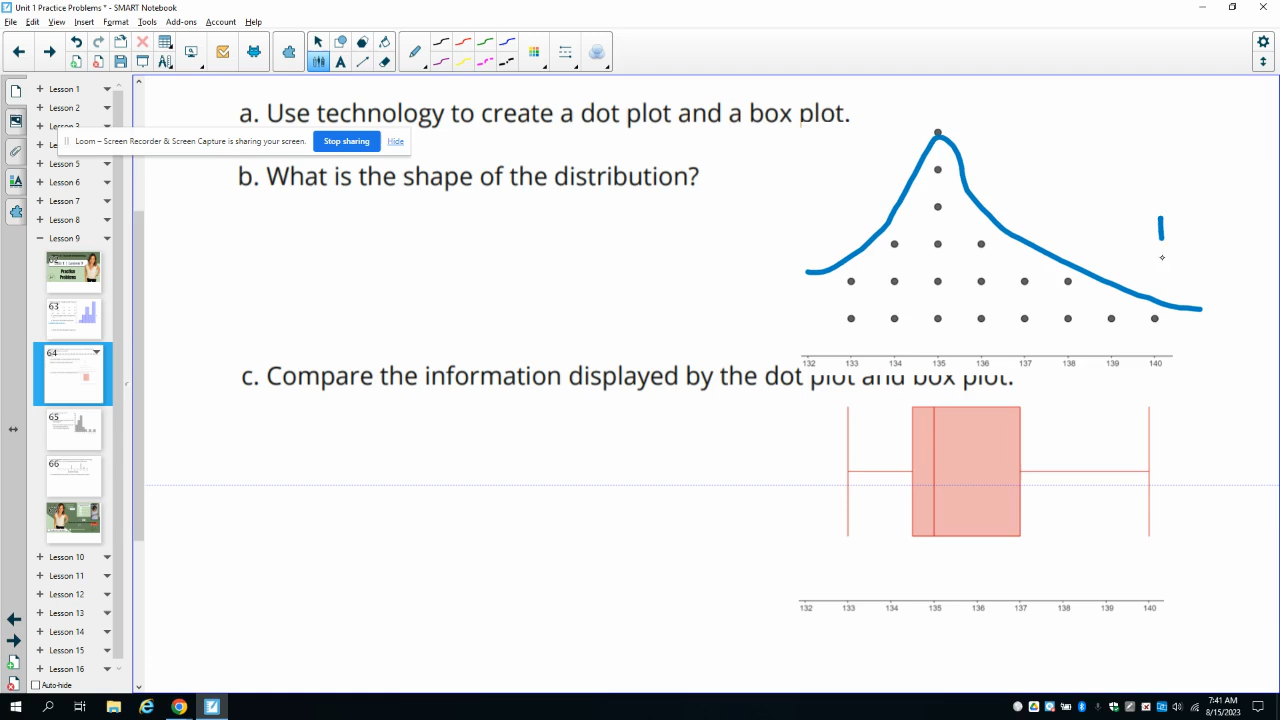 Unit 1 Practice Problems * - SMART Notebook
File Edit View Insert Format Tools Add-ons Account Help
Lesson 1
Lesson 2
Lesson 5
Lesson 6
Lesson 7
Lesson 8
Lesson 9
63
64
65
66
Lesson 10
Lesson 11
Lesson 12
Lesson 13
Lesson 14
Lesson 15
Lesson 16
Auto-hide
Practice
Problems
Loom – Screen Recorder & Screen Capture is sharing your screen. Stop sharing Hide
a. Use technology to create a dot plot and a box plot.
b. What is the shape of the distribution?
132 133 134 135 136 137 138 139 140
c. Compare the information displayed by the dot plot and box plot.
132 133 134 135 136 137 138 139 140
7:41 AM
8/15/2023